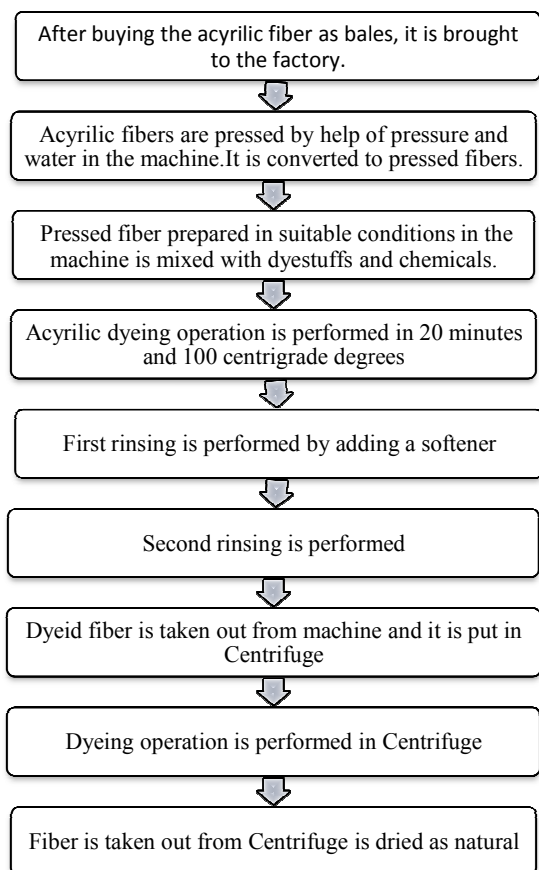 After buying the acyrilic fiber as bales, it is brought
to the factory.
Acyrilic fibers are pressed by help of pressure and
water in the machine.It is converted to pressed fibers.
Pressed fiber prepared in suitable conditions in the
machine is mixed with dyestuffs and chemicals.
Acyrilic dyeing operation is performed in 20 minutes
and 100 centrigrade degrees
First rinsing is performed by adding a softener
Second rinsing is performed
Dyeid fiber is taken out from machine and it is put in
Centrifuge
Dyeing operation is performed in Centrifuge
Fiber is taken out from Centrifuge is dried as natural